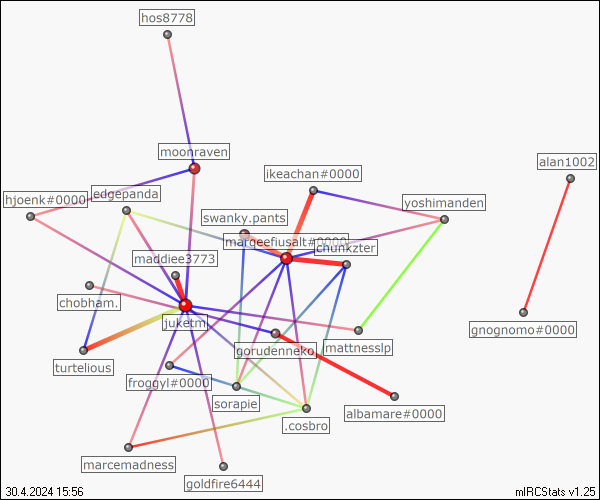 hos8778
moonraven
alan1002
ikeachan#0000
hjoenk#0000
edgepanda
yoshimanden
swanky.pants
margeefiusalt#0000
chunkzter
maddiee3773
chobham.
juketm
gnognomo#0000
gorudenneko
mattnesslp
turtelious
froggyl#0000
sorapie
albamare#0000
.cosbro
marcemadness
goldfire6444
30.4.2024 15:56
mIRCStats v1.25